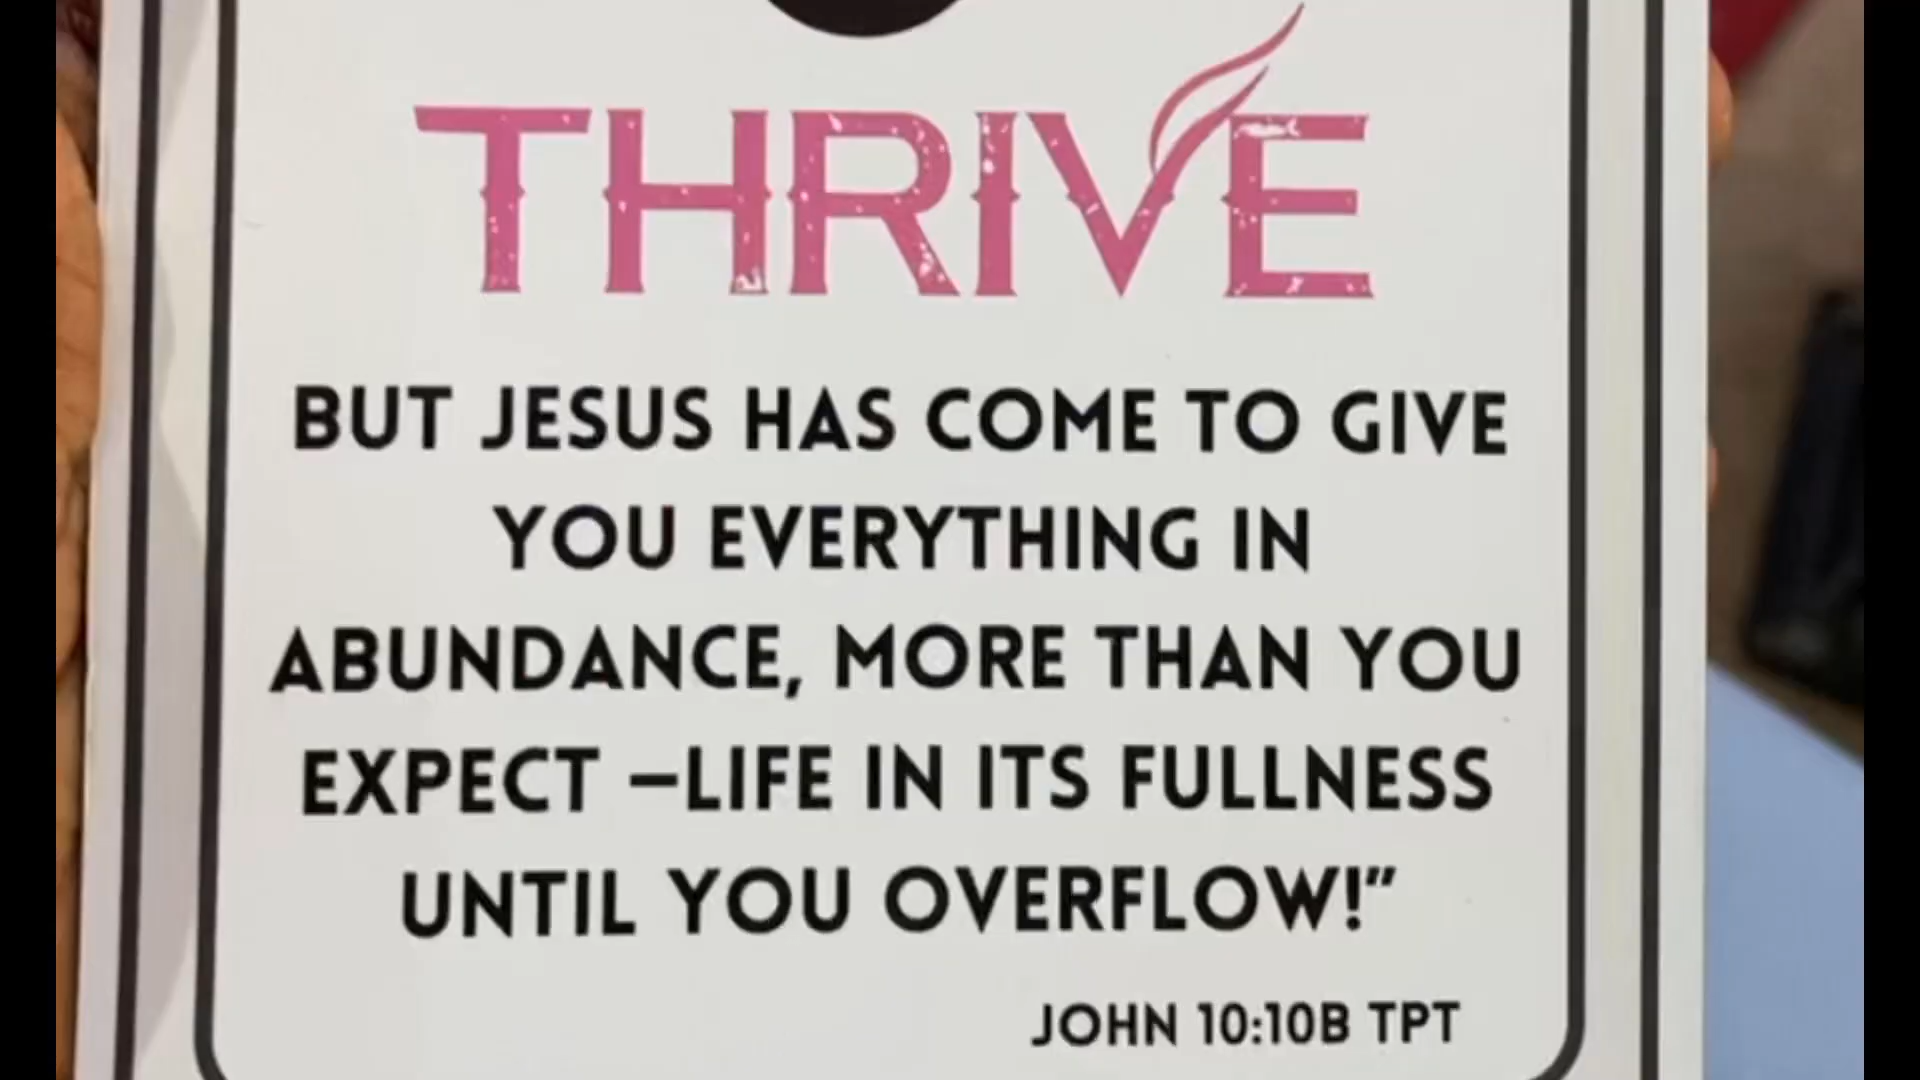 THRIVE
BUT JESUS HAS COME TO GIVE
YOU EVERYTHING IN
ABUNDANCE, MORE THAN YOU
EXPECT –LIFE IN ITS FULLNESS
UNTIL YOU OVERFLOW!”
JOHN 10:10B TPT